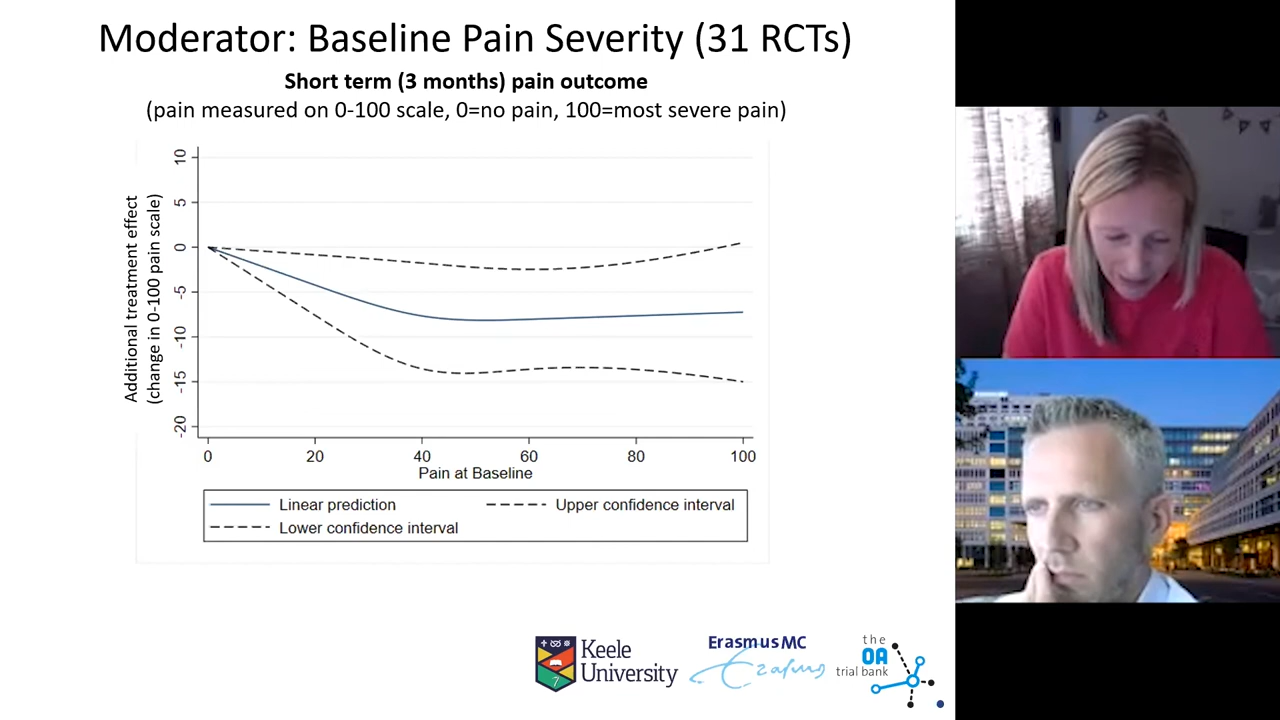 Moderator: Baseline Pain Severity (31 RCTs)
Short term (3 months) pain outcome
(pain measured on 0-100 scale, 0=no pain, 100=most severe pain)
Additional treatment effect
(change in 0-100 pain scale)
10
5
0
-5
-10
-15
-20
0 20 40 60 80 100
Pain at Baseline
Linear prediction Upper confidence interval
Lower confidence interval
Keele
University
Erasmus MC
Erasmus
the
OA
trial bank